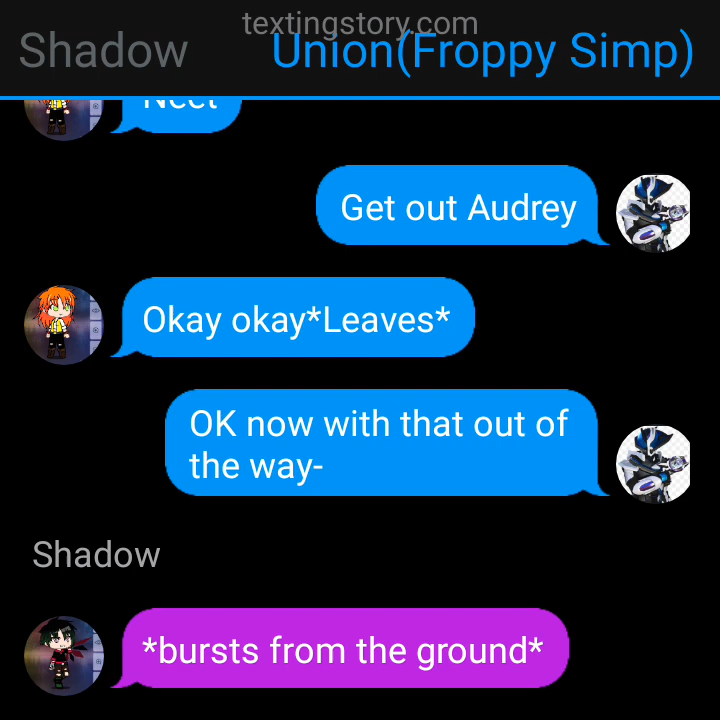 textingstory.com
Shadow
Union(Froppy Simp)
Neet
Get out Audrey
Okay okay*Leaves*
OK now with that out of
the way-
Shadow
*bursts from the ground*